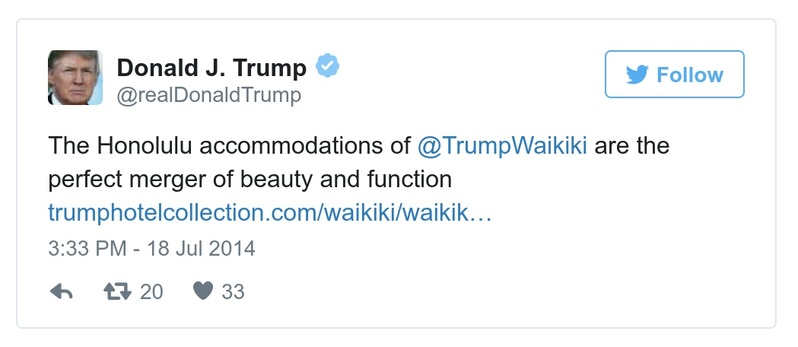 Donald J. Trump
@realDonaldTrump
Follow
The Honolulu accommodations of @TrumpWaikiki are the
perfect merger of beauty and function
trumphotelcollection.com/waikiki/waikik…
3:33 PM - 18 Jul 2014
20 33